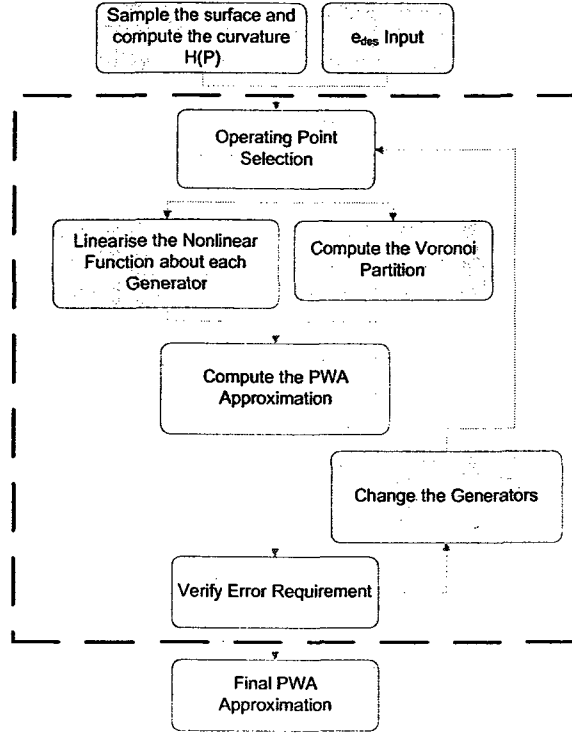 Sample the surface and
compute the curvature
H(P)
e_des Input
Operating Point
Selection
Linearise the Nonlinear
Function about each
Generator
Compute the Voronoi
Partition
Compute the PWA
Approximation
Change the Generators
Verify Error Requirement
Final PWA
Approximation